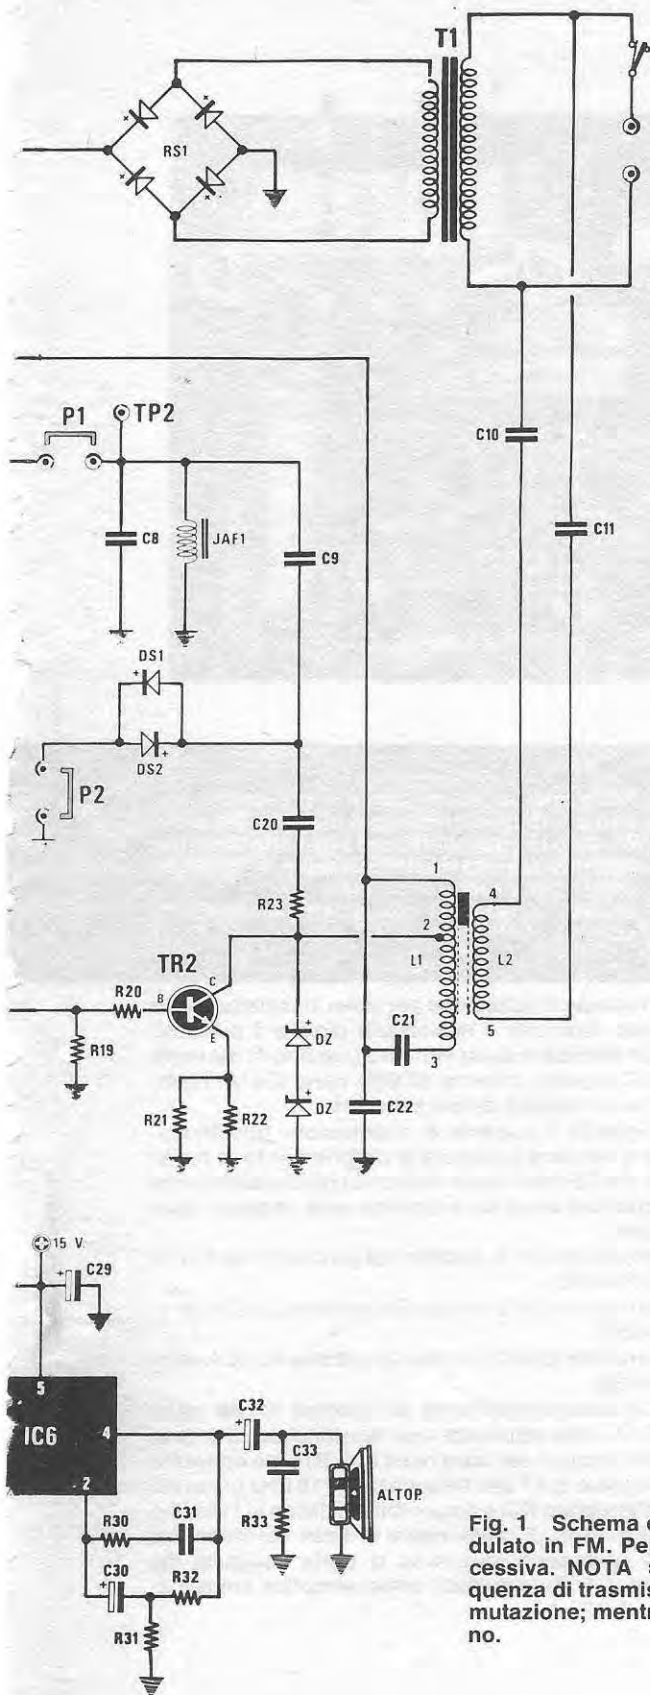 T1
RS1
P1
TP2
C10
C8
JAF1
C9
C11
DS1
DS2
P2
C20
1
4
R23
2
TR2
L1
L2
R20
B
C
E
5
R19
C21
3
DZ
R21
R22
DZ
C22
15 V.
C29
5
IC6
4
C32
C33
2
ALTOP.
R30
C31
R33
C30
R32
R31
Fig. 1 Schema e
dulato in FM. Pe
cessiva. NOTA s
quenza di trasmis
mutazione; mentr
no.